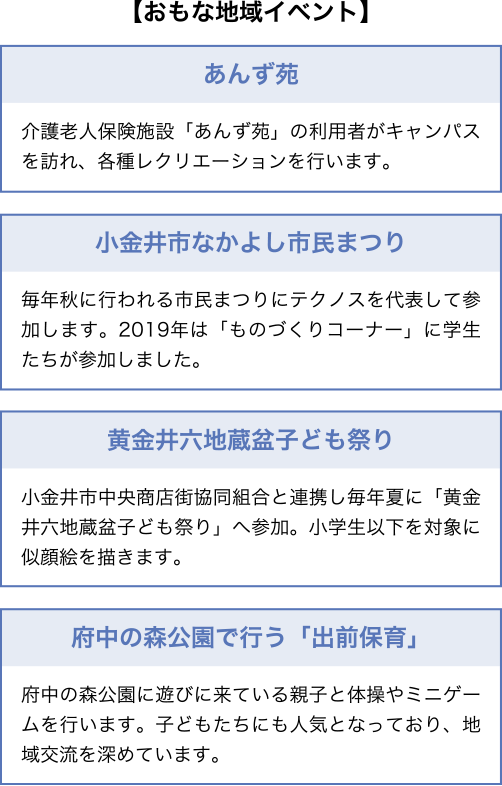 【おもな地域イベント】
あんず苑
介護老人保険施設「あんず苑」の利用者がキャンパス
を訪れ、各種レクリエーションを行います。
小金井市なかよし市民まつり
毎年秋に行われる市民まつりにテクノスを代表して参
加します。2019年は「ものづくりコーナー」に学生
たちが参加しました。
黄金井六地蔵盆子ども祭り
小金井市中央商店街協同組合と連携し毎年夏に「黄金
井六地蔵盆子ども祭り」へ参加。小学生以下を対象に
似顔絵を描きます。
府中の森公園で行う「出前保育」
府中の森公園に遊びに来ている親子と体操やミニゲー
ムを行います。子どもたちにも人気となっており、地
域交流を深めています。